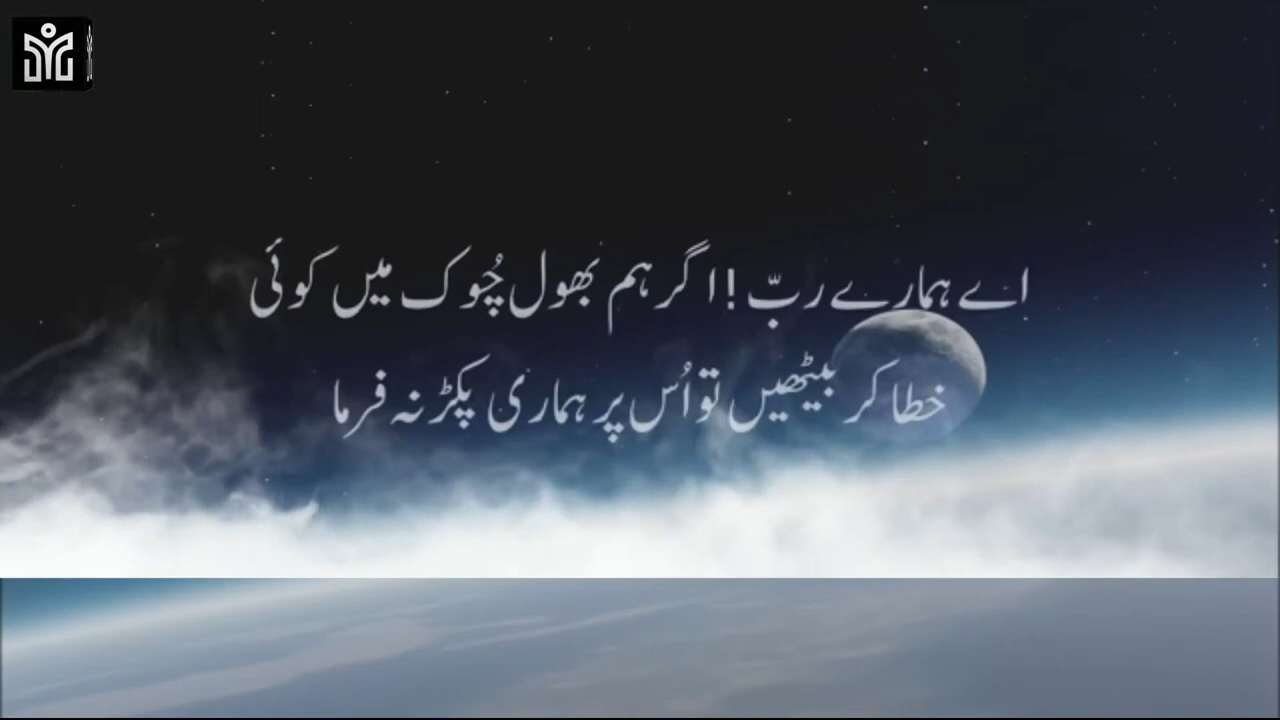 اے ہمارے ربّ ! اگر ہم بھول چُوک میں کوئی
خطا کر بیٹھیں تو اُس پر ہماری پکڑ نہ فرما